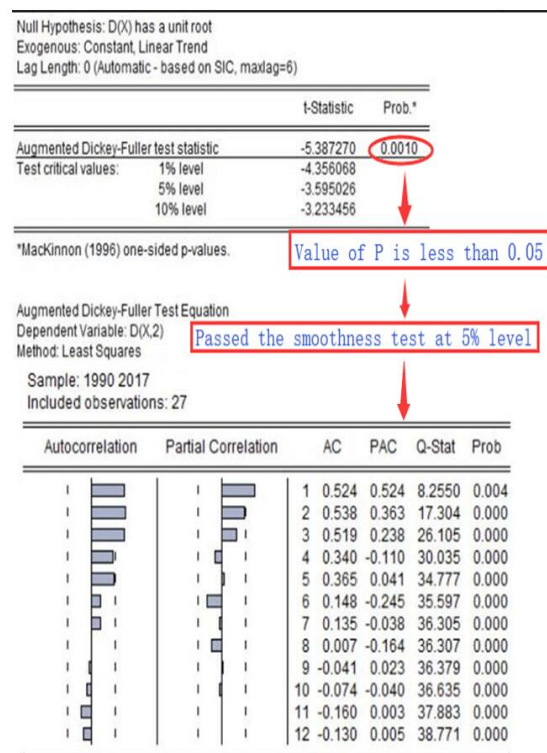 Null Hypothesis: D(X) has a unit root
Exogenous: Constant, Linear Trend
Lag Length: 0 (Automatic - based on SIC, maxlag=6)
t-Statistic Prob.*
Augmented Dickey-Fuller test statistic -5.387270 0.0010
Test critical values: 1% level -4.356068
5% level -3.595026
10% level -3.233456
*MacKinnon (1996) one-sided p-values.
Value of P is less than 0.05
Augmented Dickey-Fuller Test Equation
Dependent Variable: D(X,2)
Passed the smoothness test at 5% level
Method: Least Squares
Sample: 1990 2017
Included observations: 27
Autocorrelation Partial Correlation AC PAC Q-Stat Prob
1 0.524 0.524 8.2550 0.004
2 0.538 0.363 17.304 0.000
3 0.519 0.238 26.105 0.000
4 0.340 -0.110 30.035 0.000
5 0.365 0.041 34.777 0.000
6 0.148 -0.245 35.597 0.000
7 0.135 -0.038 36.305 0.000
8 0.007 -0.164 36.307 0.000
9 -0.041 0.023 36.379 0.000
10 -0.074 -0.040 36.635 0.000
11 -0.160 0.003 37.883 0.000
12 -0.130 0.005 38.771 0.000